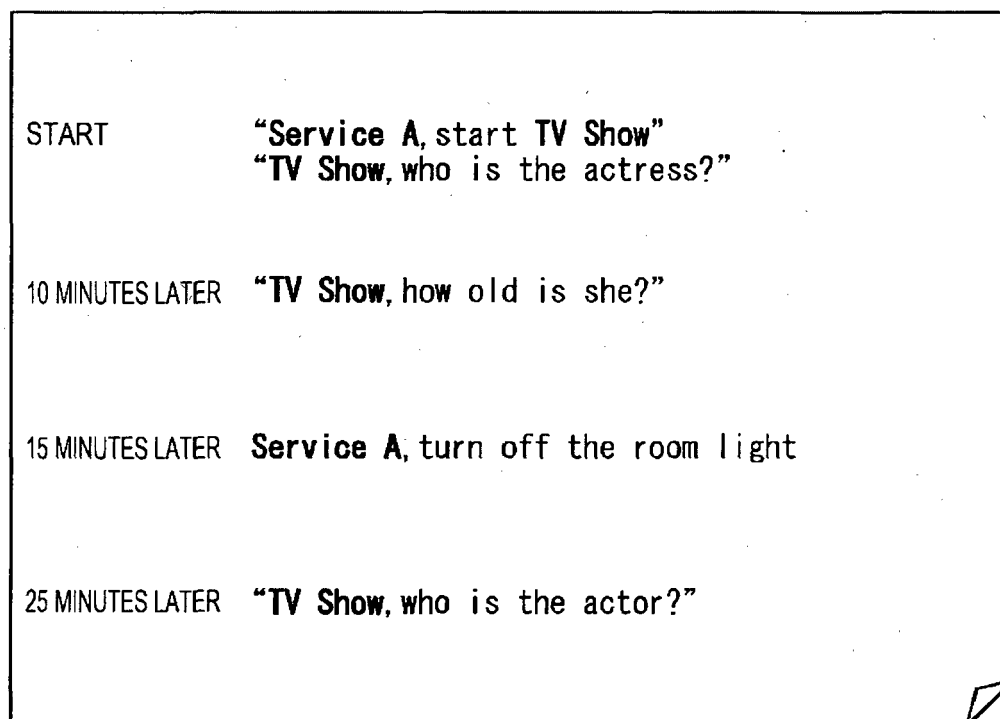 START "Service A, start TV Show"
"TV Show, who is the actress?"
10 MINUTES LATER "TV Show, how old is she?"
15 MINUTES LATER Service A, turn off the room light
25 MINUTES LATER "TV Show, who is the actor?"